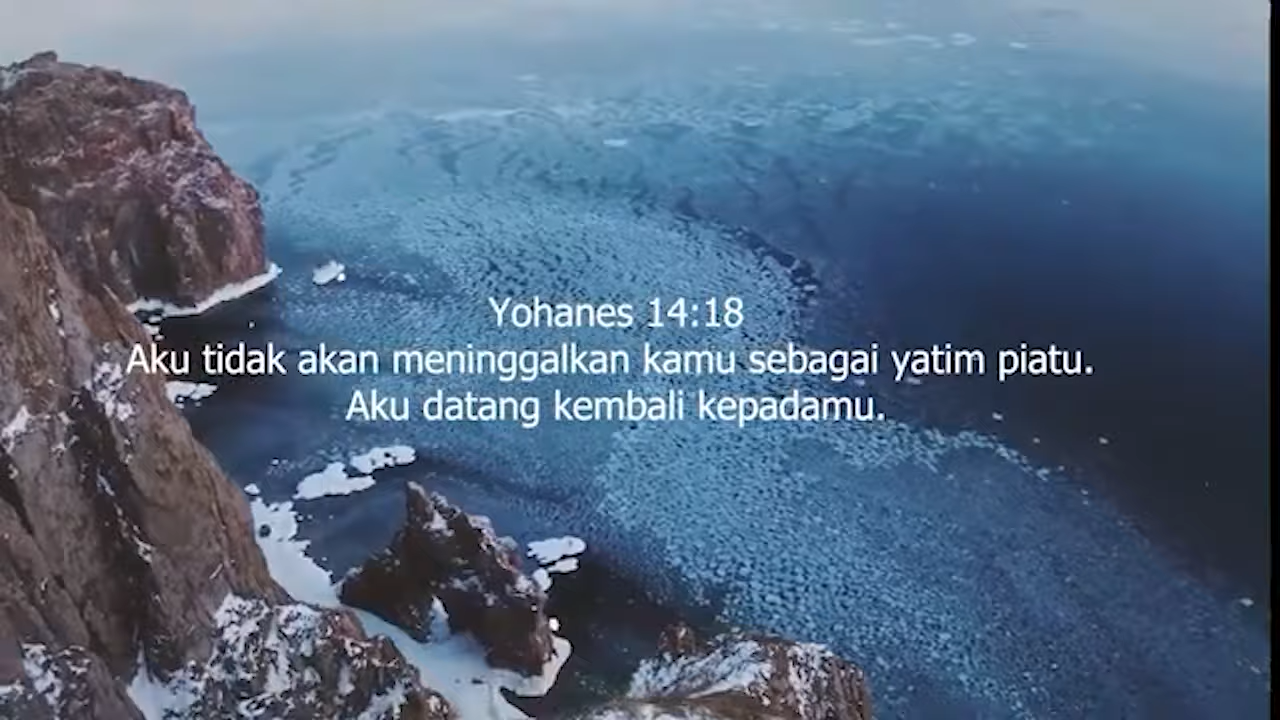 Yohanes 14:18
Aku tidak akan meninggalkan kamu sebagai yatim piatu.
Aku datang kembali kepadamu.